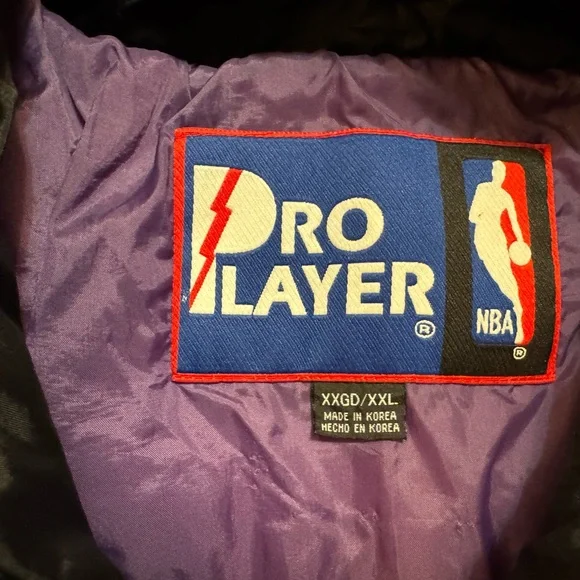 PRO
PLAYER®
NBA
®
XXGD/XXL
MADE IN KOREA
HECHO EN KOREA